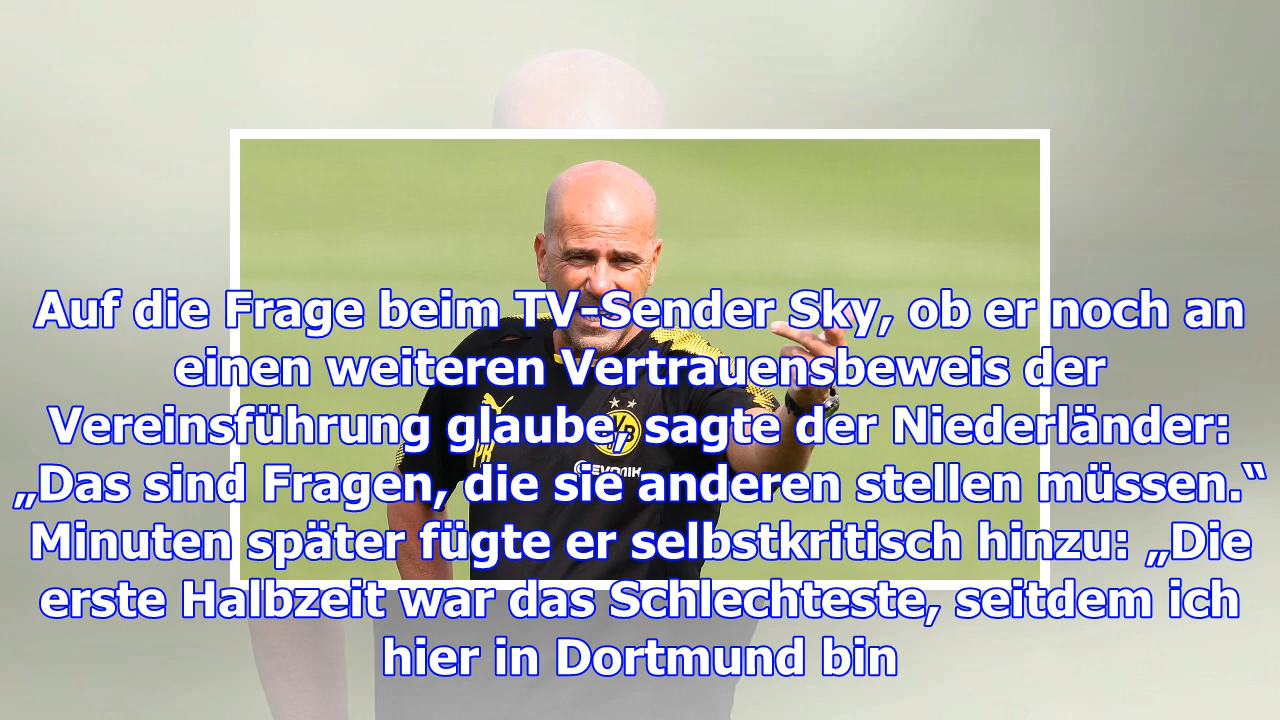 Auf die Frage beim TV-Sender Sky, ob er noch an
einen weiteren Vertrauensbeweis der
Vereinsführung glaube, sagte der Niederländer:
„Das sind Fragen, die sie anderen stellen müssen.“
Minuten später fügte er selbstkritisch hinzu: „Die
erste Halbzeit war das Schlechteste, seitdem ich
hier in Dortmund bin
BVB
EVONIK